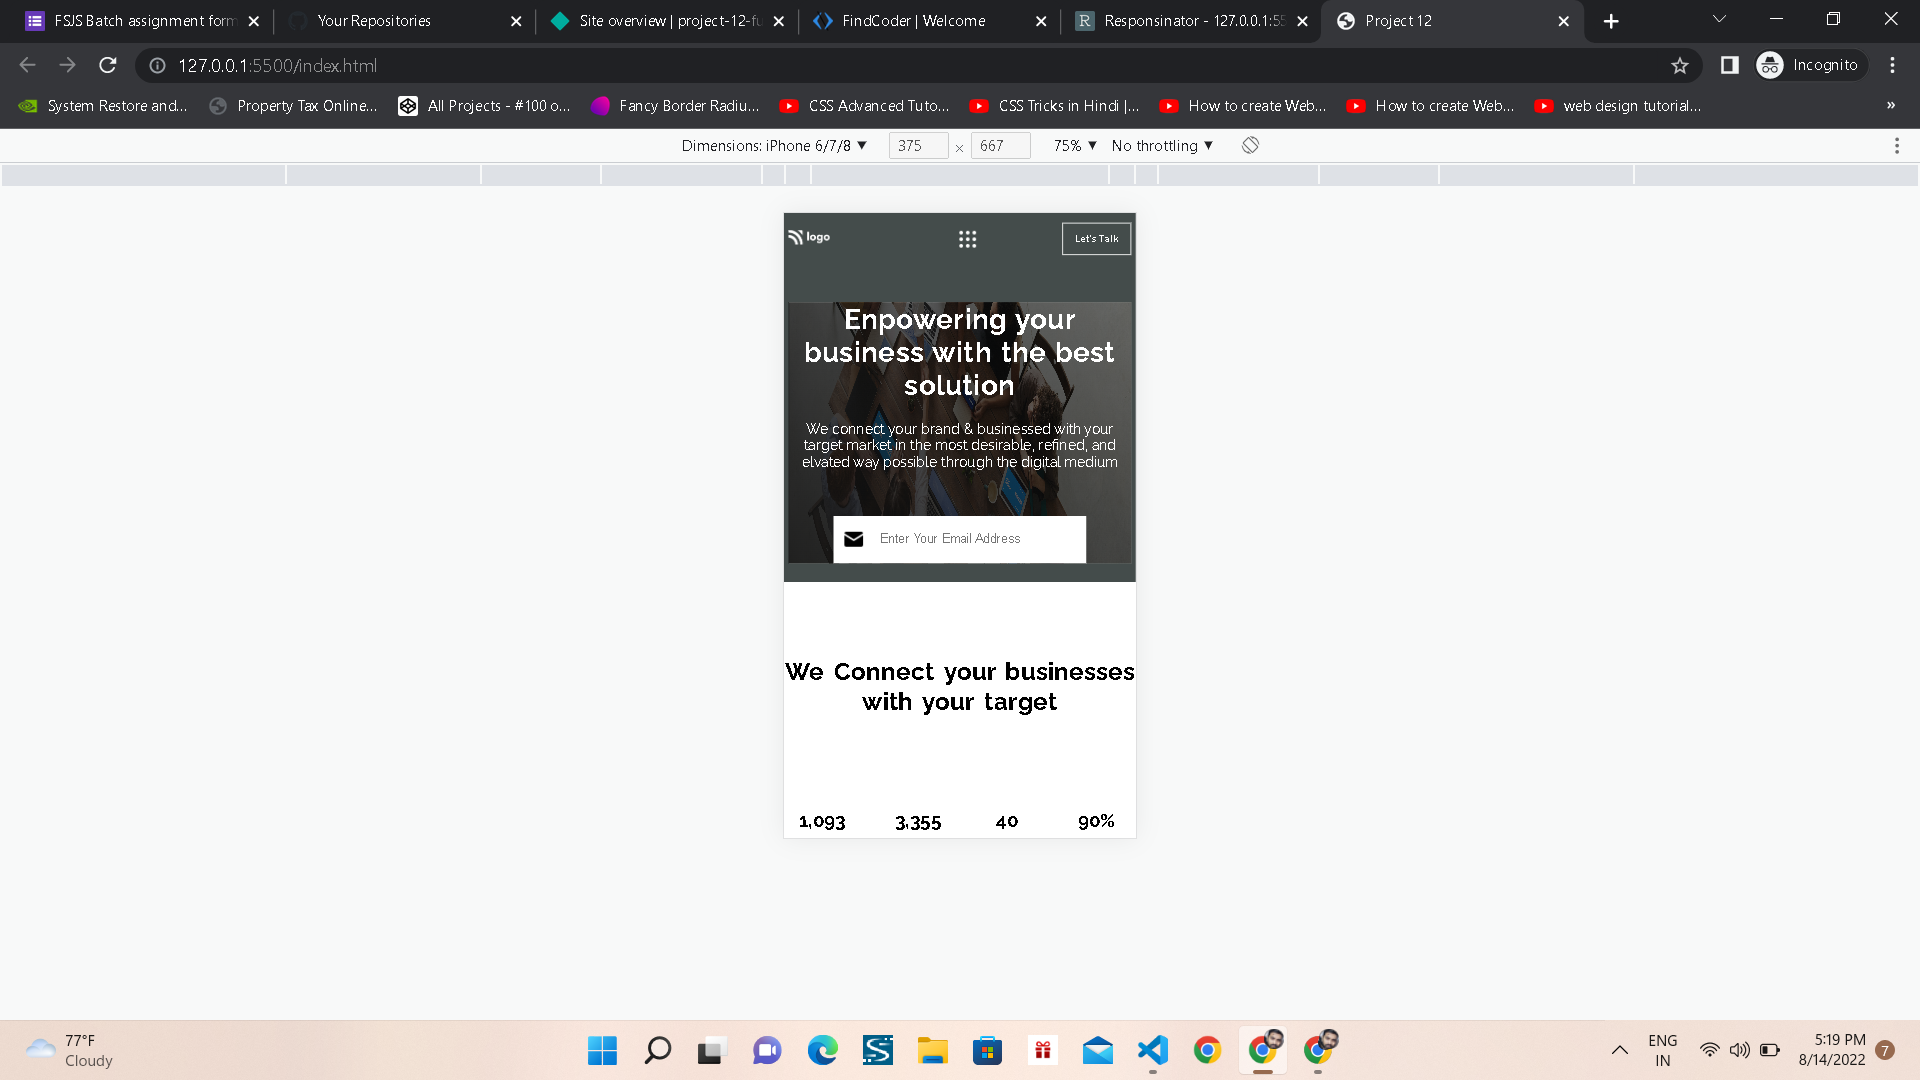 FSJS Batch assignment form
Your Repositories
Site overview | project-12-fu
FindCoder | Welcome
R
Responsinator - 127.0.0.1:55
Project 12
127.0.0.1:5500/index.html
Incognito
System Restore and...
Property Tax Online...
All Projects - #100 o...
Fancy Border Radiu...
CSS Advanced Tuto...
CSS Tricks in Hindi |...
How to create Web...
How to create Web...
web design tutorial...
»
Dimensions: iPhone 6/7/8 ▼
375 × 667
75% ▼
No throttling ▼
logo
Let's Talk
Enpowering your
business with the best
solution
We connect your brand & businessed with your
target market in the most desirable, refined, and
elvated way possible through the digital medium
Enter Your Email Address
We Connect your businesses
with your target
1,093
3,355
40
90%
77°F
Cloudy
ENG
IN
5:19 PM
8/14/2022
7